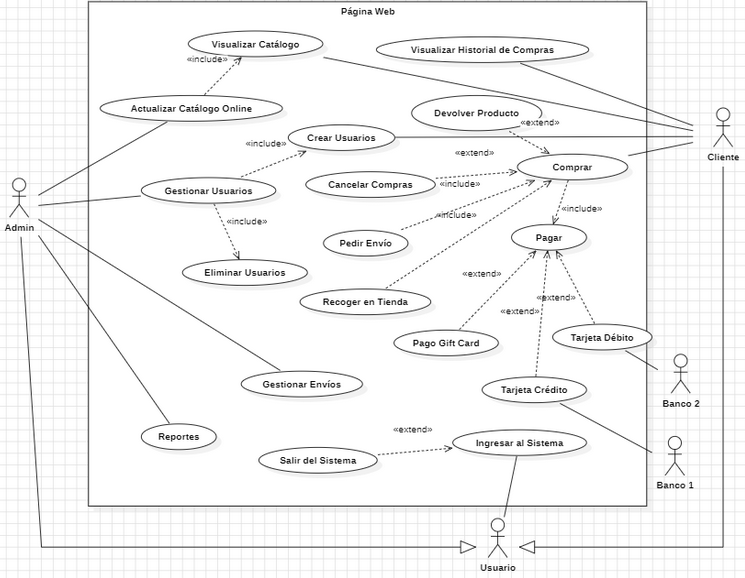 Página Web
Visualizar Catálogo
Visualizar Historial de Compras
«include»
Actualizar Catálogo Online
Devolver Producto
«extend»
Crear Usuarios
Cliente
«include»
«extend»
Comprar
Cancelar Compras
«include»
Gestionar Usuarios
Admin
«include»
«include»
«include»
Pedir Envío
Pagar
Eliminar Usuarios
«extend»
Recoger en Tienda
«extend»
«extend»
Pago Gift Card
Tarjeta Débito
Gestionar Envíos
Tarjeta Crédito
Banco 2
Reportes
«extend»
Ingresar al Sistema
Salir del Sistema
Banco 1
Usuario